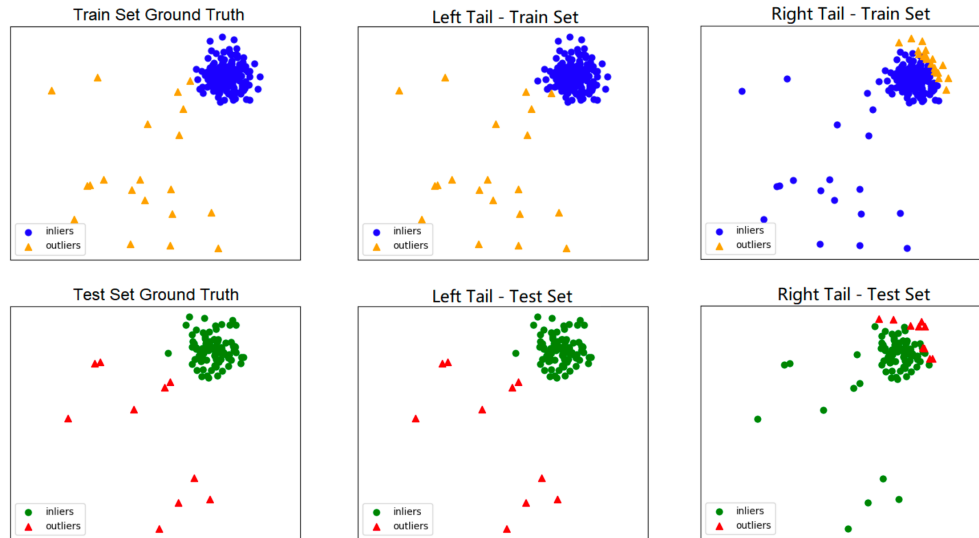 Train Set Ground Truth
Left Tail - Train Set
Right Tail - Train Set
inliers
outliers
inliers
outliers
inliers
outliers
Test Set Ground Truth
Left Tail - Test Set
Right Tail - Test Set
inliers
outliers
inliers
outliers
inliers
outliers